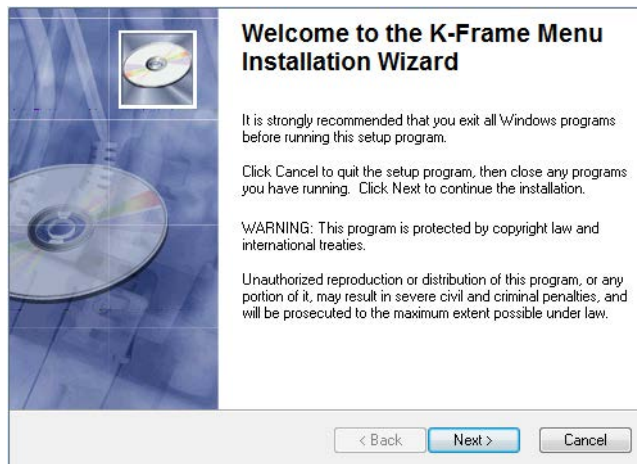 Welcome to the K-Frame Menu
Installation Wizard
It is strongly recommended that you exit all Windows programs
before running this setup program.
Click Cancel to quit the setup program, then close any programs
you have running. Click Next to continue the installation.
WARNING: This program is protected by copyright law and
international treaties.
Unauthorized reproduction or distribution of this program, or any
portion of it, may result in severe civil and criminal penalties, and
will be prosecuted to the maximum extent possible under law.
< Back Next > Cancel